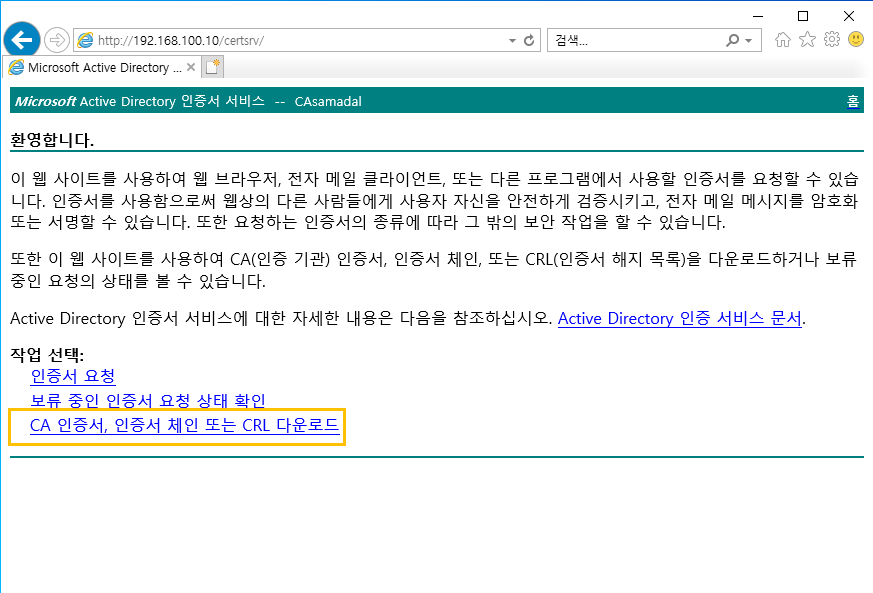 http://192.168.100.10/certsrv/
검색...
Microsoft Active Directory ...
Microsoft Active Directory 인증서 서비스 -- CAsamadal
홈
환영합니다.
이 웹 사이트를 사용하여 웹 브라우저, 전자 메일 클라이언트, 또는 다른 프로그램에서 사용할 인증서를 요청할 수 있습
니다. 인증서를 사용함으로써 웹상의 다른 사람들에게 사용자 자신을 안전하게 검증시키고, 전자 메일 메시지를 암호화
또는 서명할 수 있습니다. 또한 요청하는 인증서의 종류에 따라 그 밖의 보안 작업을 할 수 있습니다.
또한 이 웹 사이트를 사용하여 CA(인증 기관) 인증서, 인증서 체인, 또는 CRL(인증서 해지 목록)을 다운로드하거나 보류
중인 요청의 상태를 볼 수 있습니다.
Active Directory 인증서 서비스에 대한 자세한 내용은 다음을 참조하십시오. Active Directory 인증 서비스 문서.
작업 선택:
인증서 요청
보류 중인 인증서 요청 상태 확인
CA 인증서, 인증서 체인 또는 CRL 다운로드